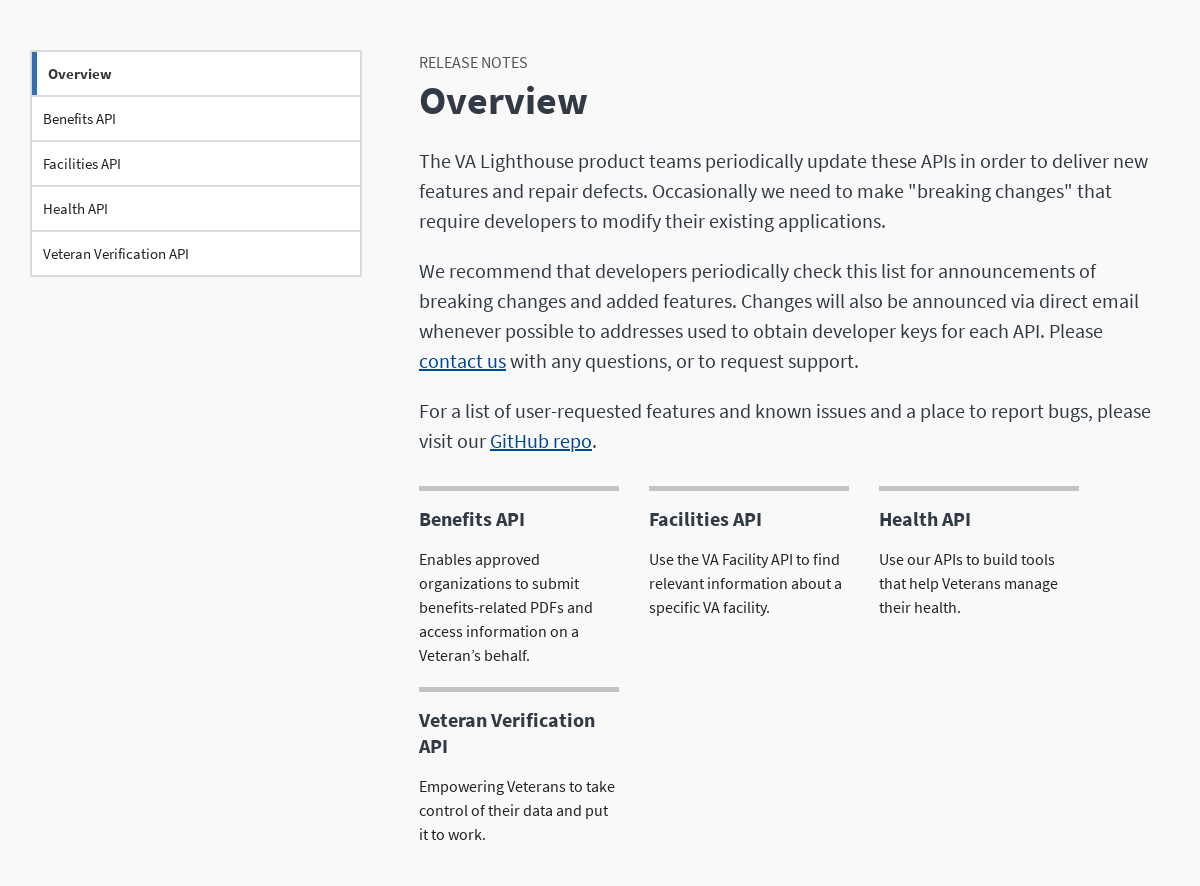 Overview
Benefits API
Facilities API
Health API
Veteran Verification API
RELEASE NOTES
Overview
The VA Lighthouse product teams periodically update these APIs in order to deliver new
features and repair defects. Occasionally we need to make "breaking changes" that
require developers to modify their existing applications.
We recommend that developers periodically check this list for announcements of
breaking changes and added features. Changes will also be announced via direct email
whenever possible to addresses used to obtain developer keys for each API. Please
contact us with any questions, or to request support.
For a list of user-requested features and known issues and a place to report bugs, please
visit our GitHub repo.
Benefits API
Enables approved
organizations to submit
benefits-related PDFs and
access information on a
Veteran’s behalf.
Facilities API
Use the VA Facility API to find
relevant information about a
specific VA facility.
Health API
Use our APIs to build tools
that help Veterans manage
their health.
Veteran Verification
API
Empowering Veterans to take
control of their data and put
it to work.